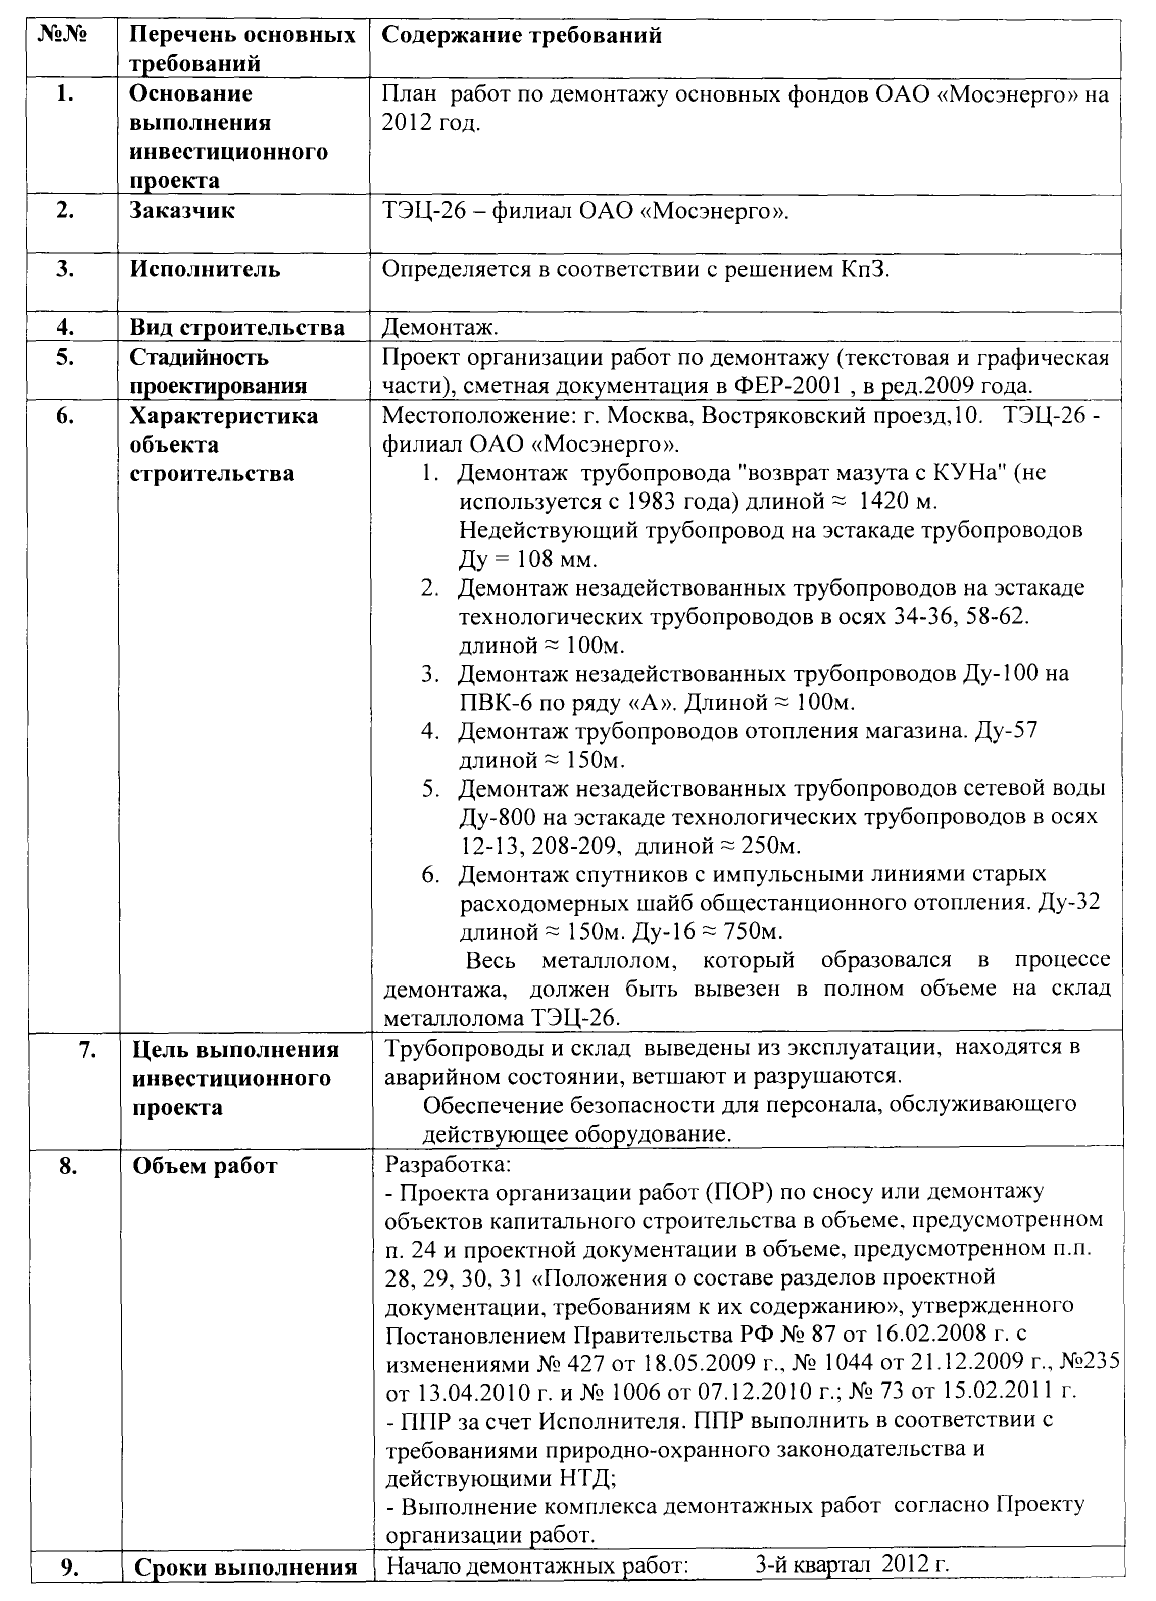 №№ Перечень основных требований Содержание требований
1. Основание выполнения инвестиционного проекта
План работ по демонтажу основных фондов ОАО «Мосэнерго» на
2012 год.
2. Заказчик ТЭЦ-26 – филиал ОАО «Мосэнерго».
3. Исполнитель Определяется в соответствии с решением КпЗ.
4. Вид строительства Демонтаж.
5. Стадийность проектирования
Проект организации работ по демонтажу (текстовая и графическая
части), сметная документация в ФЕР-2001 , в ред.2009 года.
6. Характеристика объекта строительства
Местоположение: г. Москва, Востряковский проезд,10. ТЭЦ-26 -
филиал ОАО «Мосэнерго».
1. Демонтаж трубопровода "возврат мазута с КУНа" (не
используется с 1983 года) длиной ≈ 1420 м.
Недействующий трубопровод на эстакаде трубопроводов
Ду = 108 мм.
2. Демонтаж незадействованных трубопроводов на эстакаде
технологических трубопроводов в осях 34-36, 58-62.
длиной ≈ 100м.
3. Демонтаж незадействованных трубопроводов Ду-100 на
ПВК-6 по ряду «А». Длиной ≈ 100м.
4. Демонтаж трубопроводов отопления магазина. Ду-57
длиной ≈ 150м.
5. Демонтаж незадействованных трубопроводов сетевой воды
Ду-800 на эстакаде технологических трубопроводов в осях
12-13, 208-209, длиной ≈ 250м.
6. Демонтаж спутников с импульсными линиями старых
расходомерных шайб общестанционного отопления. Ду-32
длиной ≈ 150м. Ду-16 ≈ 750м.
Весь металлолом, который образовался в процессе
демонтажа, должен быть вывезен в полном объеме на склад
металлолома ТЭЦ-26.
7. Цель выполнения инвестиционного проекта
Трубопроводы и склад выведены из эксплуатации, находятся в
аварийном состоянии, ветшают и разрушаются.
Обеспечение безопасности для персонала, обслуживающего
действующее оборудование.
8. Объем работ
Разработка:
- Проекта организации работ (ПОР) по сносу или демонтажу
объектов капитального строительства в объеме, предусмотренном
п. 24 и проектной документации в объеме, предусмотренном п.п.
28, 29, 30, 31 «Положения о составе разделов проектной
документации, требованиям к их содержанию», утвержденного
Постановлением Правительства РФ № 87 от 16.02.2008 г. с
изменениями № 427 от 18.05.2009 г., № 1044 от 21.12.2009 г., №235
от 13.04.2010 г. и № 1006 от 07.12.2010 г.; № 73 от 15.02.2011 г.
- ППР за счет Исполнителя. ППР выполнить в соответствии с
требованиями природно-охранного законодательства и
действующими НТД;
- Выполнение комплекса демонтажных работ согласно Проекту
организации работ.
9. Сроки выполнения Начало демонтажных работ: 3-й квартал 2012 г.